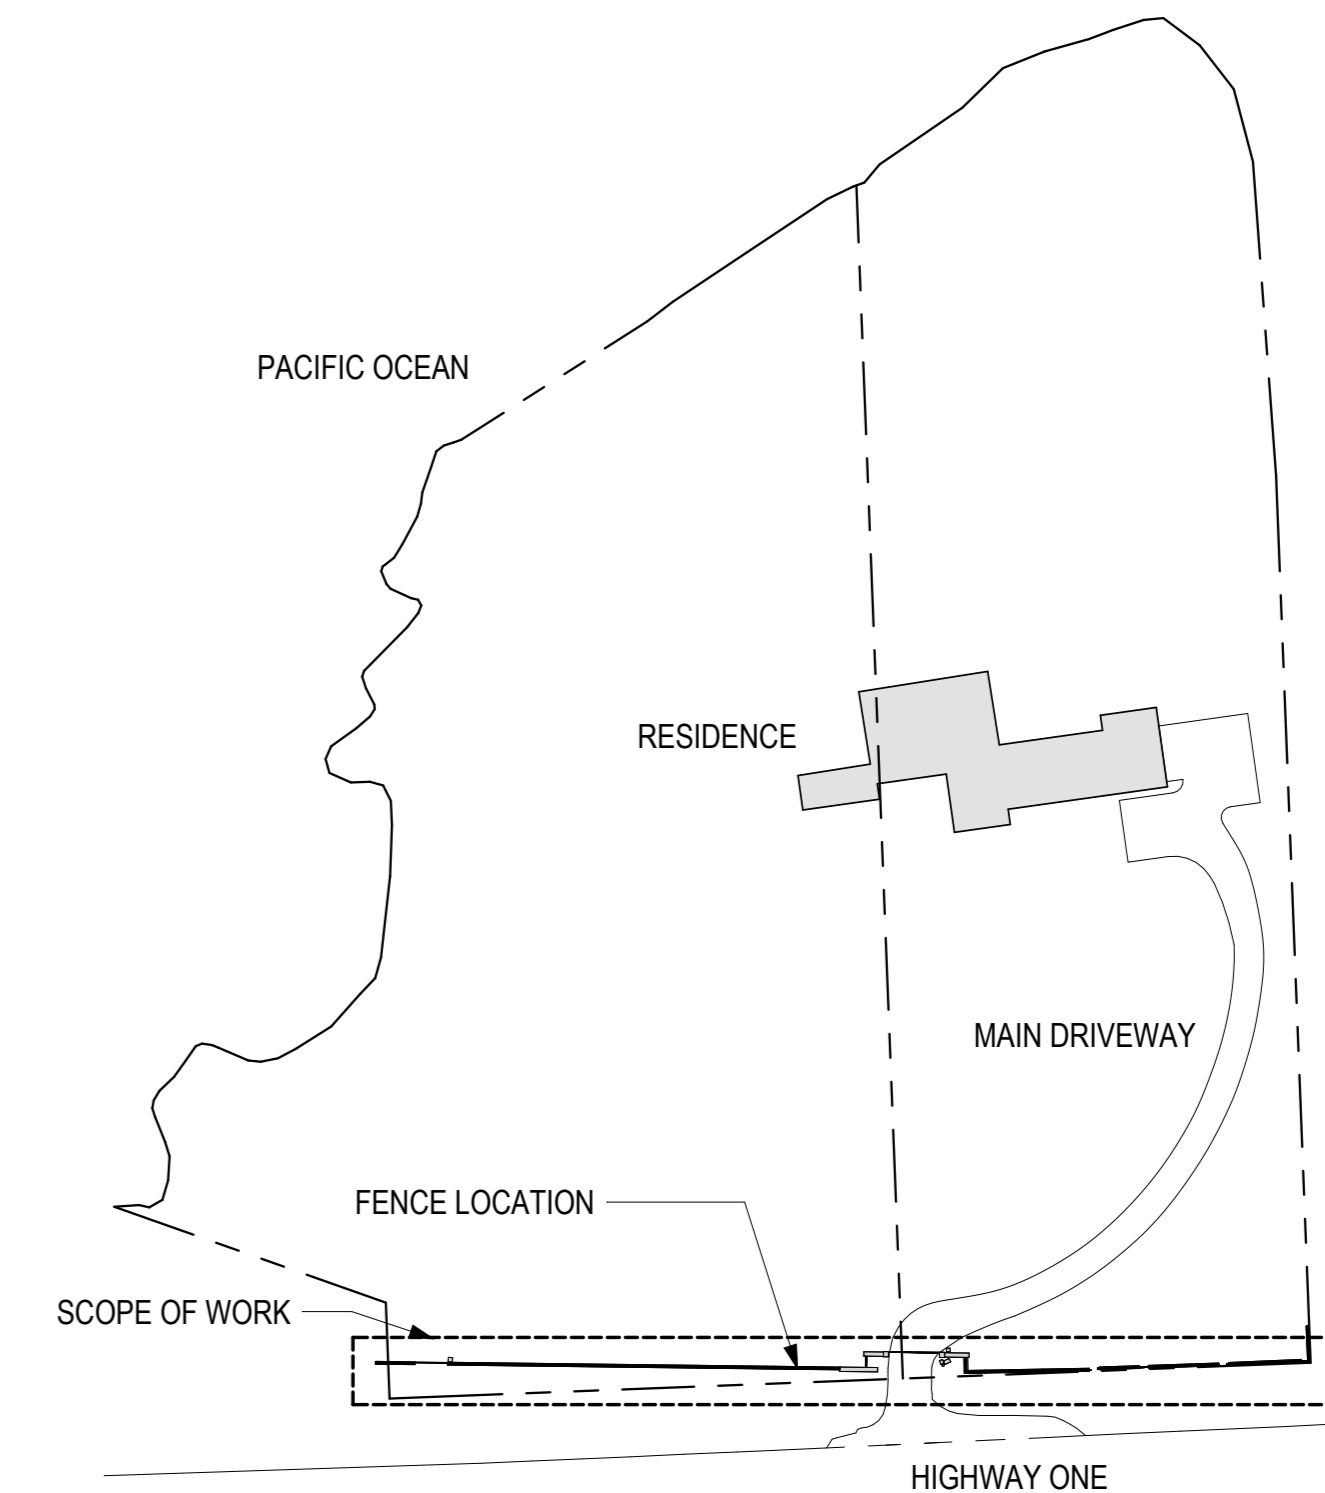 PACIFIC OCEAN
RESIDENCE
MAIN DRIVEWAY
FENCE LOCATION
SCOPE OF WORK
HIGHWAY ONE